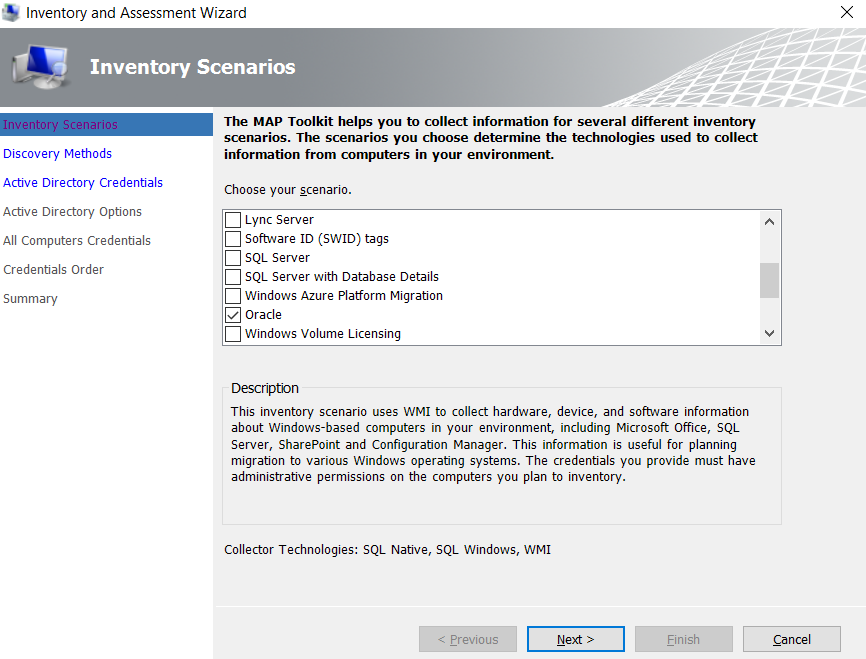 Inventory and Assessment Wizard
Inventory Scenarios
Inventory Scenarios
Discovery Methods
Active Directory Credentials
Active Directory Options
All Computers Credentials
Credentials Order
Summary
The MAP Toolkit helps you to collect information for several different inventory
scenarios. The scenarios you choose determine the technologies used to collect
information from computers in your environment.
Choose your scenario.
Lync Server
Software ID (SWID) tags
SQL Server
SQL Server with Database Details
Windows Azure Platform Migration
Oracle
Windows Volume Licensing
Description
This inventory scenario uses WMI to collect hardware, device, and software information
about Windows-based computers in your environment, including Microsoft Office, SQL
Server, SharePoint and Configuration Manager. This information is useful for planning
migration to various Windows operating systems. The credentials you provide must have
administrative permissions on the computers you plan to inventory.
Collector Technologies: SQL Native, SQL Windows, WMI
< Previous
Next >
Finish
Cancel